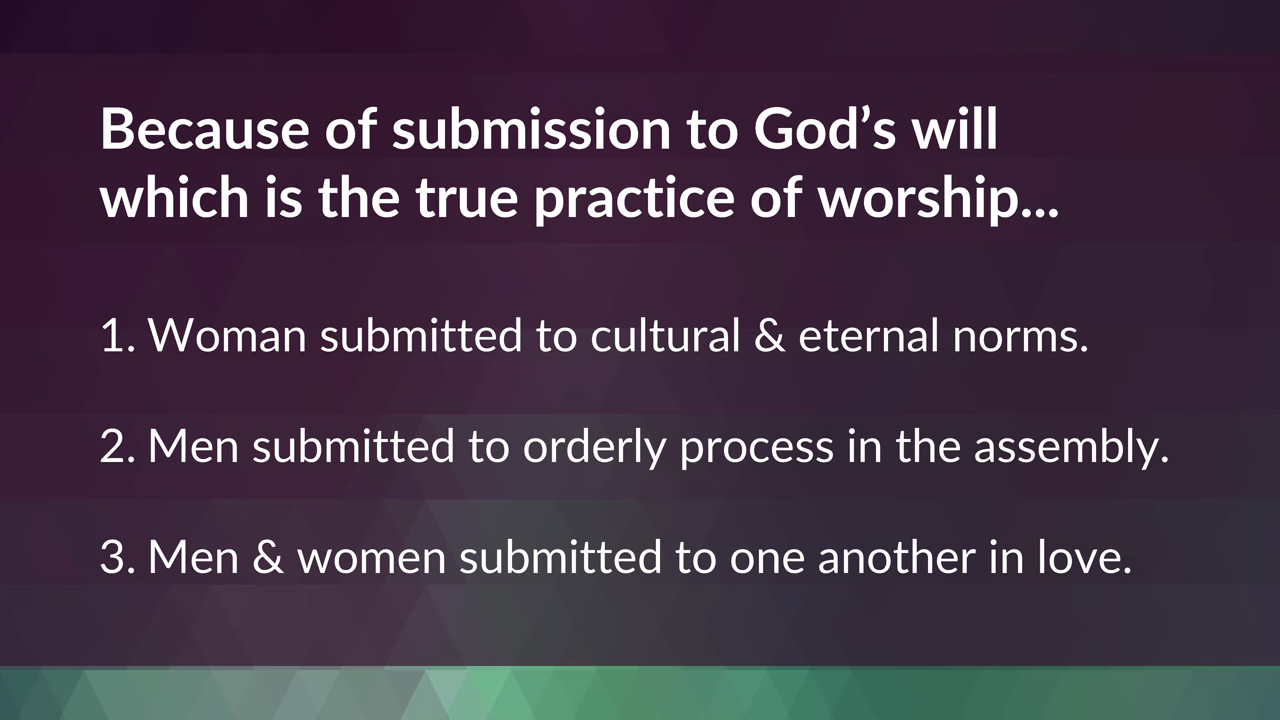 Because of submission to God’s will
which is the true practice of worship...
1. Woman submitted to cultural & eternal norms.
2. Men submitted to orderly process in the assembly.
3. Men & women submitted to one another in love.